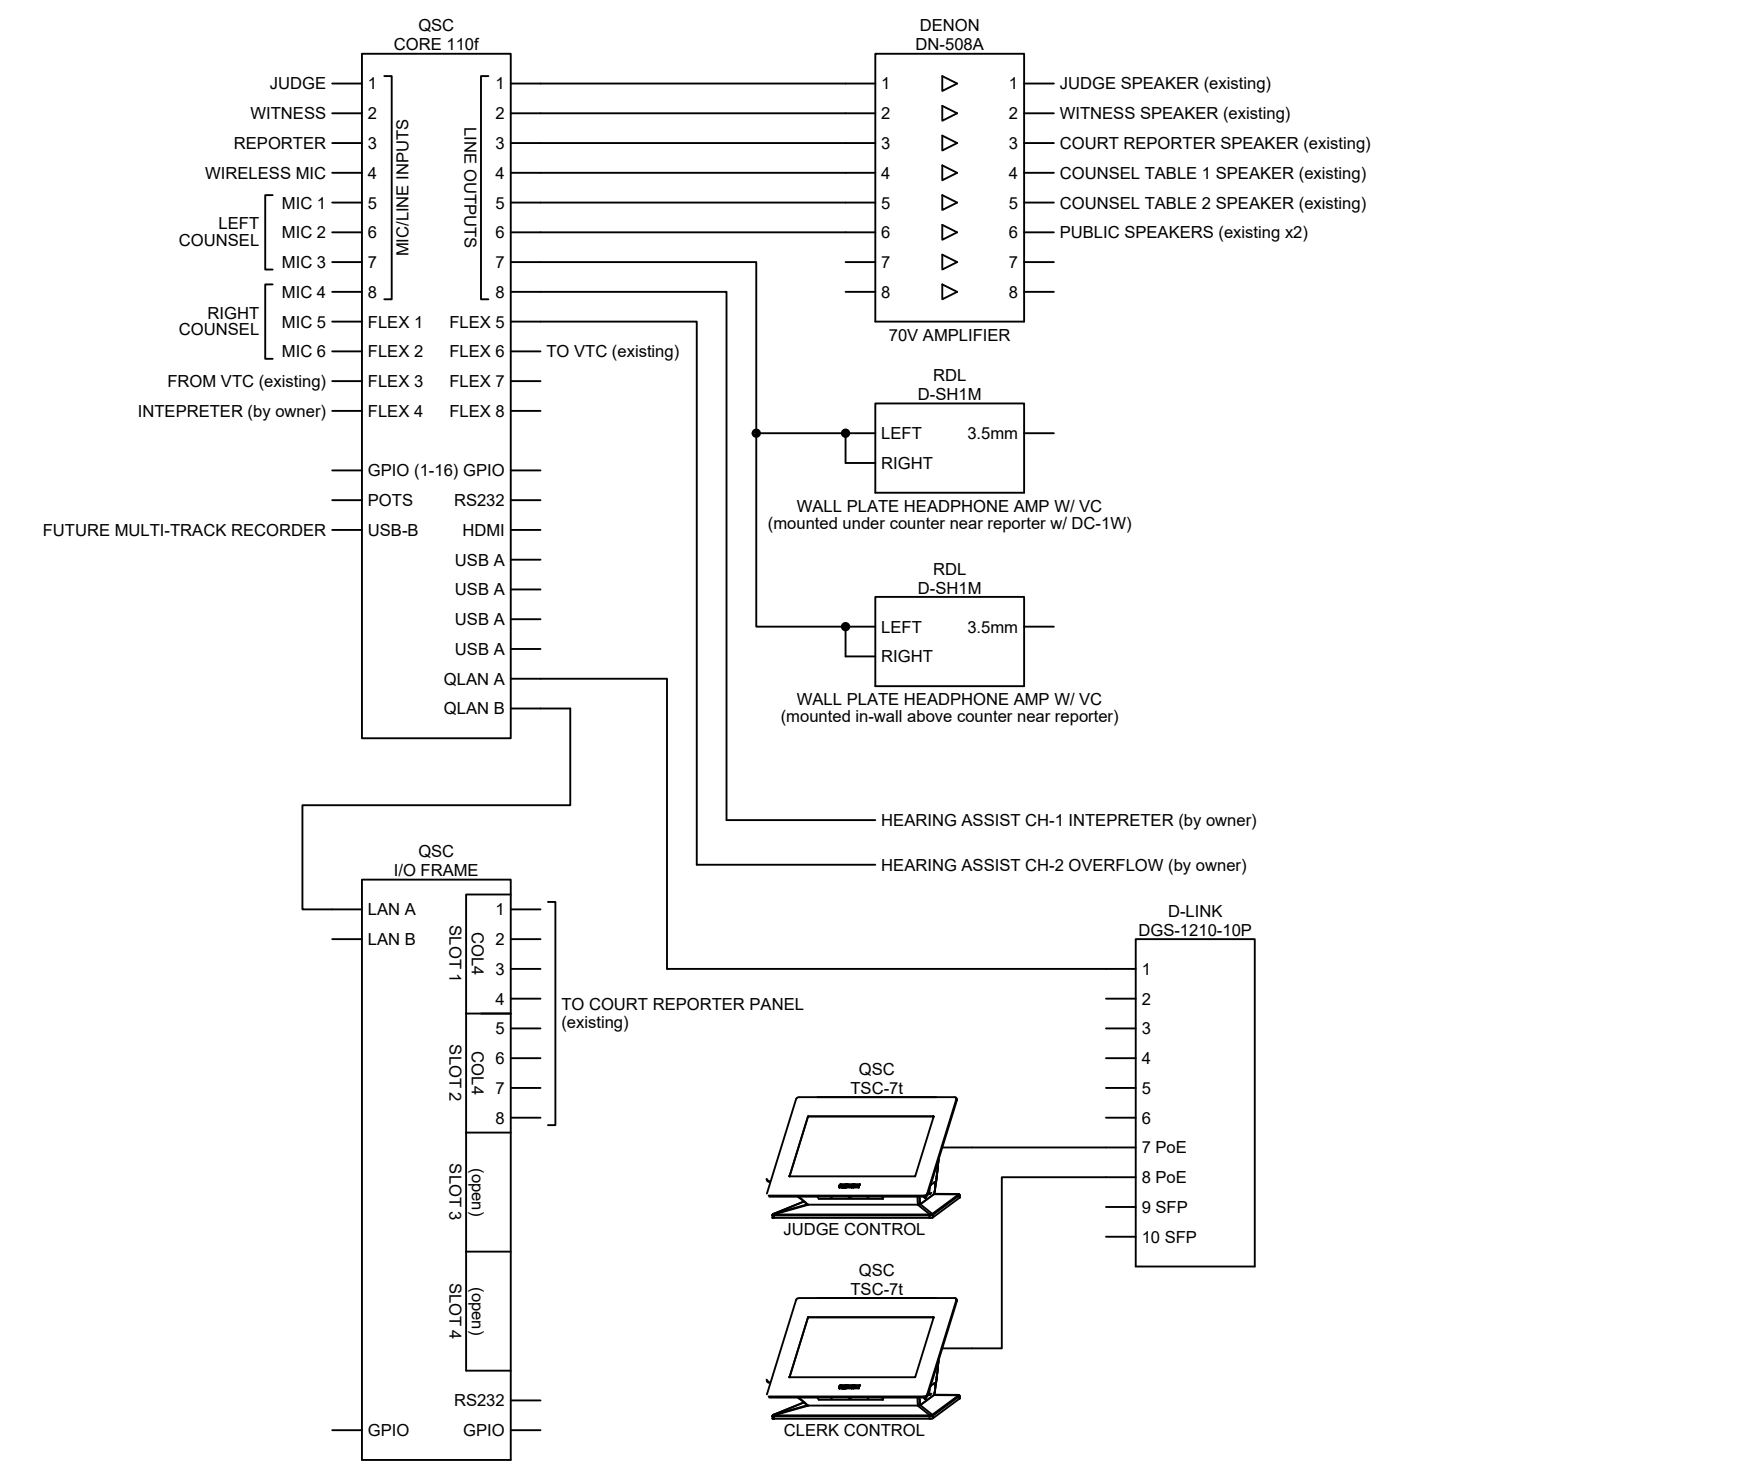 QSC
CORE 110f
JUDGE
1
WITNESS
2
REPORTER
3
WIRELESS MIC
4
LEFT
COUNSEL
MIC 1
5
MIC 2
6
MIC 3
7
RIGHT
COUNSEL
MIC 4
8
MIC 5
FLEX 1
MIC 6
FLEX 2
FROM VTC (existing)
FLEX 3
INTEPRETER (by owner)
FLEX 4
MIC/LINE INPUTS
GPIO (1-16) GPIO
POTS
FUTURE MULTI-TRACK RECORDER
USB-B
LINE OUTPUTS
1
2
3
4
5
6
7
8
FLEX 5
FLEX 6
TO VTC (existing)
FLEX 7
FLEX 8
RS232
HDMI
USB A
USB A
USB A
USB A
QLAN A
QLAN B
DENON
DN-508A
1
1
JUDGE SPEAKER (existing)
2
2
WITNESS SPEAKER (existing)
3
3
COURT REPORTER SPEAKER (existing)
4
4
COUNSEL TABLE 1 SPEAKER (existing)
5
5
COUNSEL TABLE 2 SPEAKER (existing)
6
6
PUBLIC SPEAKERS (existing x2)
7
7
8
8
70V AMPLIFIER
RDL
D-SH1M
LEFT
3.5mm
RIGHT
WALL PLATE HEADPHONE AMP W/ VC
(mounted under counter near reporter w/ DC-1W)
RDL
D-SH1M
LEFT
3.5mm
RIGHT
WALL PLATE HEADPHONE AMP W/ VC
(mounted in-wall above counter near reporter)
HEARING ASSIST CH-1 INTEPRETER (by owner)
HEARING ASSIST CH-2 OVERFLOW (by owner)
QSC
I/O FRAME
LAN A
LAN B
SLOT 1
COL4
1
2
3
4
SLOT 2
COL4
5
6
7
8
TO COURT REPORTER PANEL
(existing)
SLOT 3
(open)
SLOT 4
(open)
RS232
GPIO
GPIO
D-LINK
DGS-1210-10P
1
2
3
4
5
6
7 PoE
8 PoE
9 SFP
10 SFP
QSC
TSC-7t
JUDGE CONTROL
QSC
TSC-7t
CLERK CONTROL